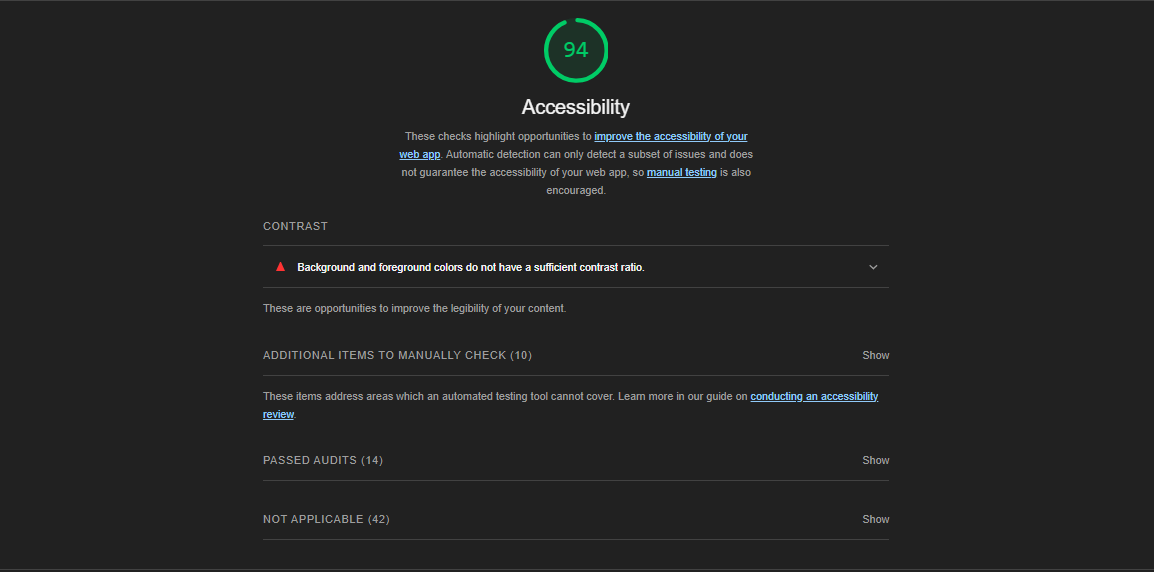 94
Accessibility
These checks highlight opportunities to improve the accessibility of your
web app. Automatic detection can only detect a subset of issues and does
not guarantee the accessibility of your web app, so manual testing is also
encouraged.
CONTRAST
Background and foreground colors do not have a sufficient contrast ratio.
These are opportunities to improve the legibility of your content.
ADDITIONAL ITEMS TO MANUALLY CHECK (10) Show
These items address areas which an automated testing tool cannot cover. Learn more in our guide on conducting an accessibility
review.
PASSED AUDITS (14) Show
NOT APPLICABLE (42) Show